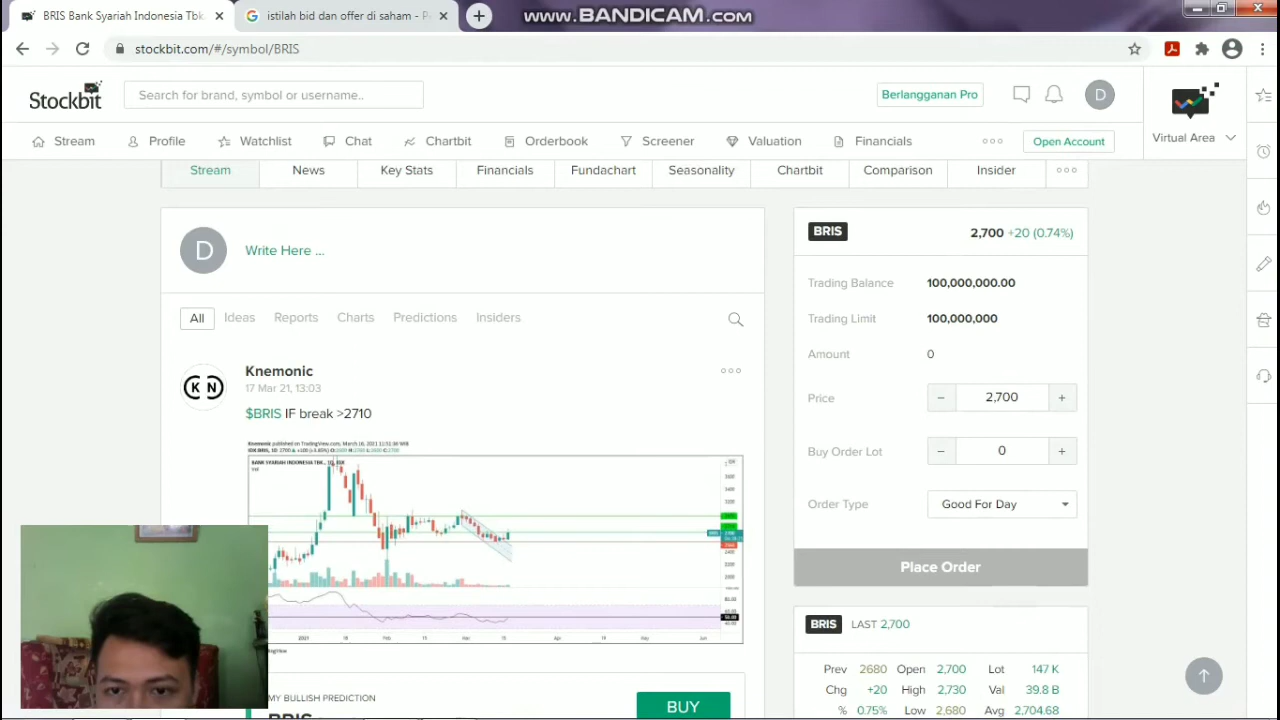 BRIS Bank Syariah Indonesia Tbk.
istilah bid dan offer di saham - P
www.BANDICAM.com
stockbit.com/#/symbol/BRIS
Stockbit
Search for brand, symbol or username..
Berlangganan Pro
D
Virtual Area
Stream
Profile
Watchlist
Chat
Chartbit
Orderbook
Screener
Valuation
Financials
Open Account
Stream
News
Key Stats
Financials
Fundachart
Seasonality
Chartbit
Comparison
Insider
D
Write Here ...
All
Ideas
Reports
Charts
Predictions
Insiders
KN
Knemonic
17 Mar 21, 13:03
$BRIS IF break >2710
MY BULLISH PREDICTION
BRIS
BUY
BRIS
2,700 +20 (0.74%)
Trading Balance 100,000,000.00
Trading Limit 100,000,000
Amount 0
Price - 2,700 +
Buy Order Lot - 0 +
Order Type Good For Day
Place Order
BRIS LAST 2,700
Prev 2680 Open 2,700 Lot 147 K
Chg +20 High 2,730 Val 39.8 B
% 0.75% Low 2,680 Avg 2,704.68